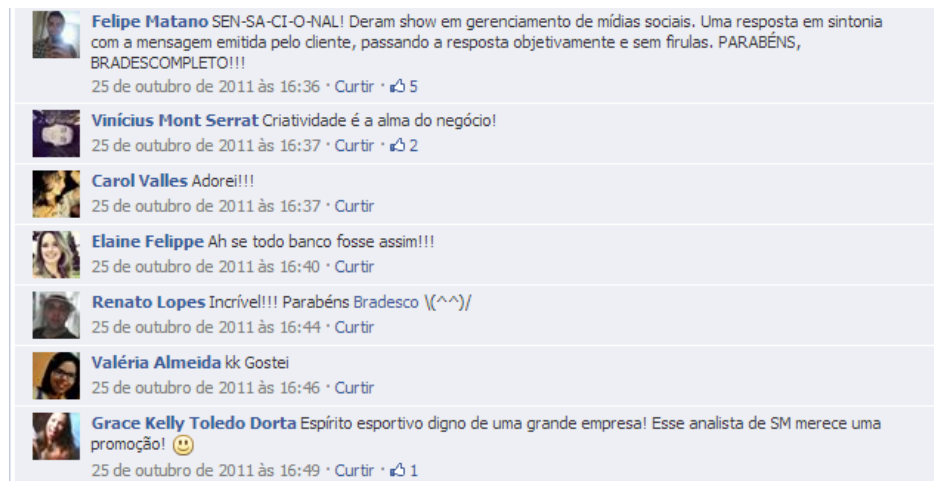 Felipe Matano SEN-SA-CI-O-NAL! Deram show em gerenciamento de mídias sociais. Uma resposta em sintonia
com a mensagem emitida pelo cliente, passando a resposta objetivamente e sem firulas. PARABÉNS,
BRADESCOMPLETO!!!
25 de outubro de 2011 às 16:36 · Curtir · 5
Vinícius Mont Serrat Criatividade é a alma do negócio!
25 de outubro de 2011 às 16:37 · Curtir · 2
Carol Valles Adorei!!!
25 de outubro de 2011 às 16:37 · Curtir
Elaine Felippe Ah se todo banco fosse assim!!!
25 de outubro de 2011 às 16:40 · Curtir
Renato Lopes Incrível!!! Parabéns Bradesco \(^^)/
25 de outubro de 2011 às 16:44 · Curtir
Valéria Almeida kk Gostei
25 de outubro de 2011 às 16:46 · Curtir
Grace Kelly Toledo Dorta Espírito esportivo digno de uma grande empresa! Esse analista de SM merece uma
promoção!
25 de outubro de 2011 às 16:49 · Curtir · 1